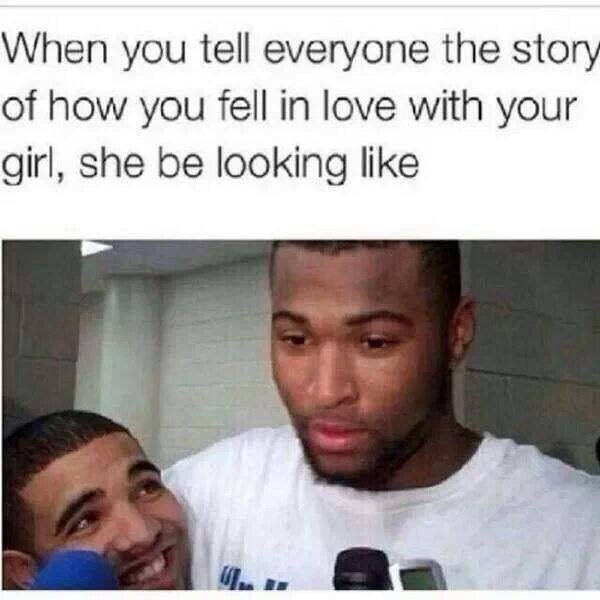 When you tell everyone the story
of how you fell in love with your
girl, she be looking like